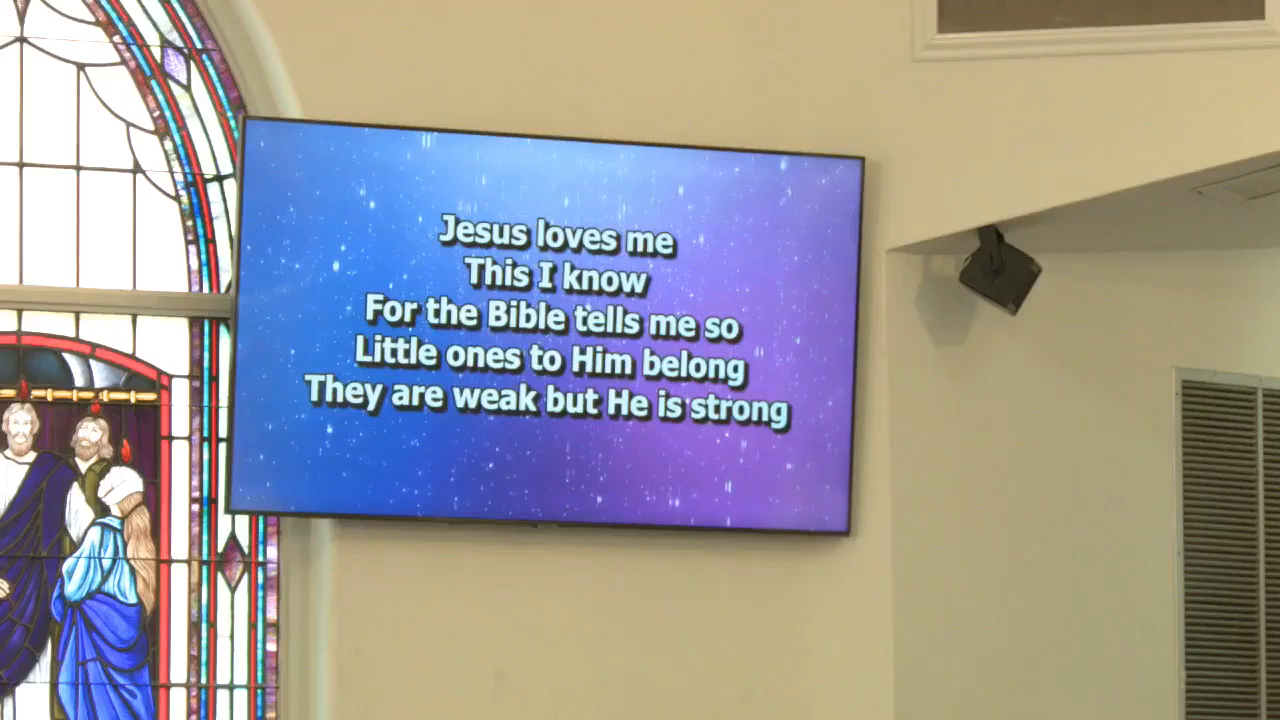 Jesus loves me
This I know
For the Bible tells me so
Little ones to Him belong
They are weak but He is strong